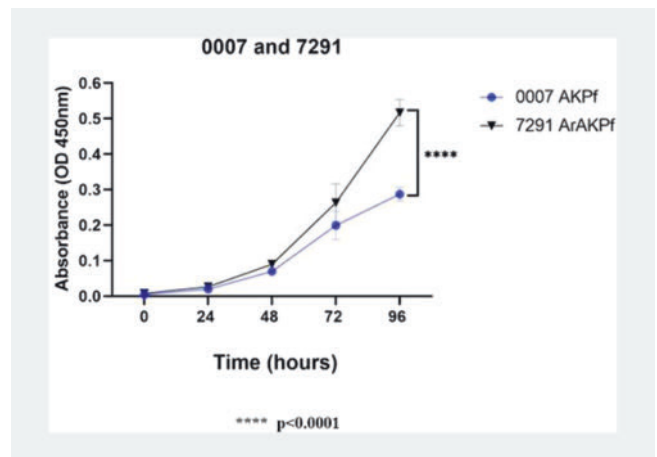 0007 and 7291
0007 AKPf
7291 ArAKPf
Absorbance (OD 450nm)
0.6
0.5
0.4
0.3
0.2
0.1
0.0
****
0 24 48 72 96
Time (hours)
**** p<0.0001